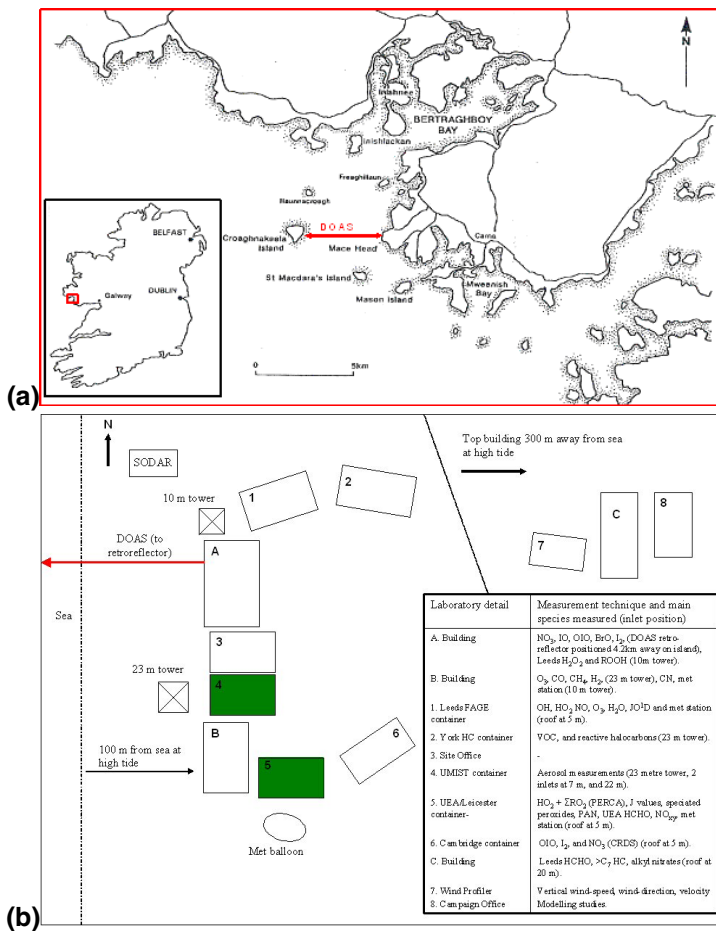 N
Inishnee
BERTRAGHBOY
BAY
Inishlackan
Freaghillaun
DOAS
Croaghnakeela
Island
Mace Head
Carna
St Macdara's Island
Mason Island
Mweenish
Bay
0 5km
BELFAST
Galway
DUBLIN
(a)
N
SODAR
10 m tower
1
2
Top building 300 m away from sea
at high tide
C
8
7
DOAS (to
retroreflector)
A
Sea
3
23 m tower
4
B
6
100 m from sea at
high tide
5
Met balloon
Laboratory detail Measurement technique and main
species measured (inlet position)
A. Building NO3, IO, OIO, BrO, I2, (DOAS retro-
reflector positioned 4.2km away on island),
Leeds H2O2 and ROOH (10m tower).
B. Building O3, CO, CH4, H2, (23 m tower), CN, met
station (10 m tower).
1. Leeds FAGE OH, HO2 NO, O3, H2O, JO¹D and met station
container (roof at 5 m).
2. York HC container VOC, and reactive halocarbons (23 m tower).
3. Site Office -
4. UMIST container Aerosol measurements (23 metre tower, 2
inlets at 7 m, and 22 m).
5. UEA/Leicester HO2 + ΣRO2 (PERCA), J values, speciated
container- peroxides, PAN, UEA HCHO, NOxy, met
station (roof at 5 m).
6. Cambridge container OIO, I2, and NO3 (CRDS) (roof at 5 m).
C. Building Leeds HCHO, >C7 HC, alkyl nitrates (roof at
20 m).
7. Wind Profiler Vertical wind-speed, wind-direction, velocity
8. Campaign Office Modelling studies.
(b)